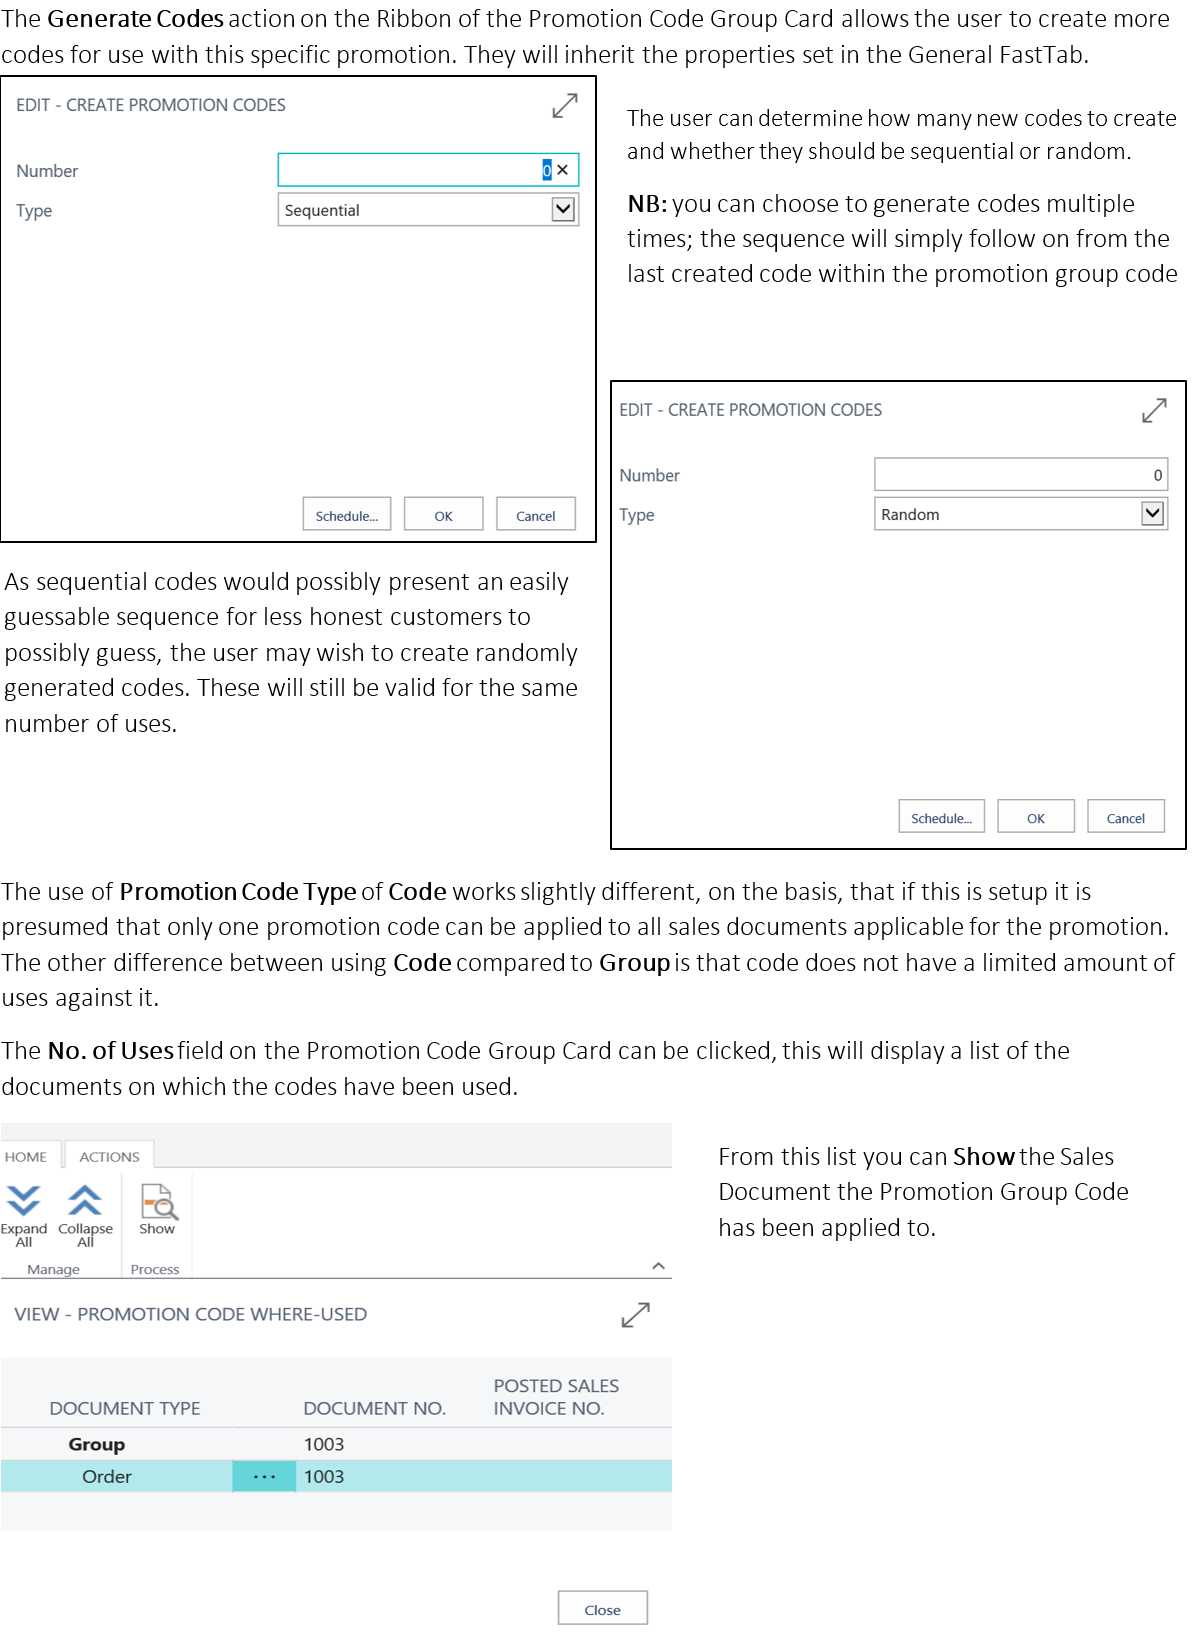 The Generate Codes action on the Ribbon of the Promotion Code Group Card allows the user to create more
codes for use with this specific promotion. They will inherit the properties set in the General FastTab.
EDIT - CREATE PROMOTION CODES
Number 0
Type Sequential
Schedule... OK Cancel
The user can determine how many new codes to create
and whether they should be sequential or random.
NB: you can choose to generate codes multiple
times; the sequence will simply follow on from the
last created code within the promotion group code
EDIT - CREATE PROMOTION CODES
Number 0
Type Random
Schedule... OK Cancel
As sequential codes would possibly present an easily
guessable sequence for less honest customers to
possibly guess, the user may wish to create randomly
generated codes. These will still be valid for the same
number of uses.
The use of Promotion Code Type of Code works slightly different, on the basis, that if this is setup it is
presumed that only one promotion code can be applied to all sales documents applicable for the promotion.
The other difference between using Code compared to Group is that code does not have a limited amount of
uses against it.
The No. of Uses field on the Promotion Code Group Card can be clicked, this will display a list of the
documents on which the codes have been used.
HOME ACTIONS
Expand Collapse Show
All All
Manage Process
VIEW - PROMOTION CODE WHERE-USED
POSTED SALES
DOCUMENT TYPE DOCUMENT NO. INVOICE NO.
Group 1003
Order ... 1003
Close
From this list you can Show the Sales
Document the Promotion Group Code
has been applied to.